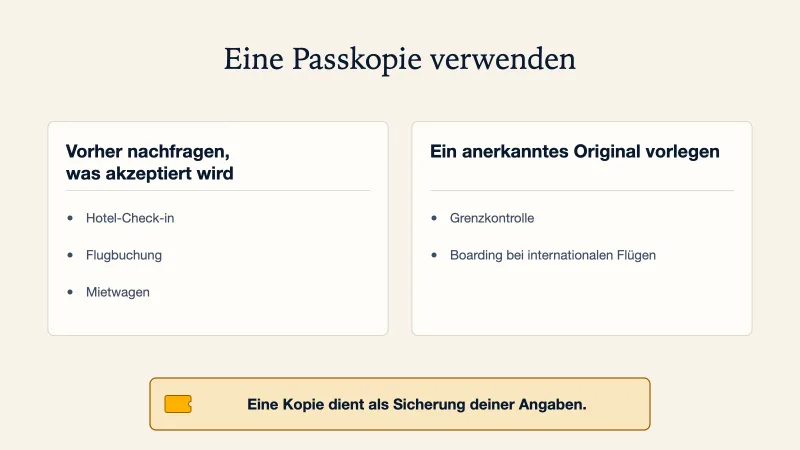 Eine Passkopie verwenden
Vorher nachfragen,
was akzeptiert wird
• Hotel-Check-in
• Flugbuchung
• Mietwagen
Ein anerkanntes Original vorlegen
• Grenzkontrolle
• Boarding bei internationalen Flügen
Eine Kopie dient als Sicherung deiner Angaben.